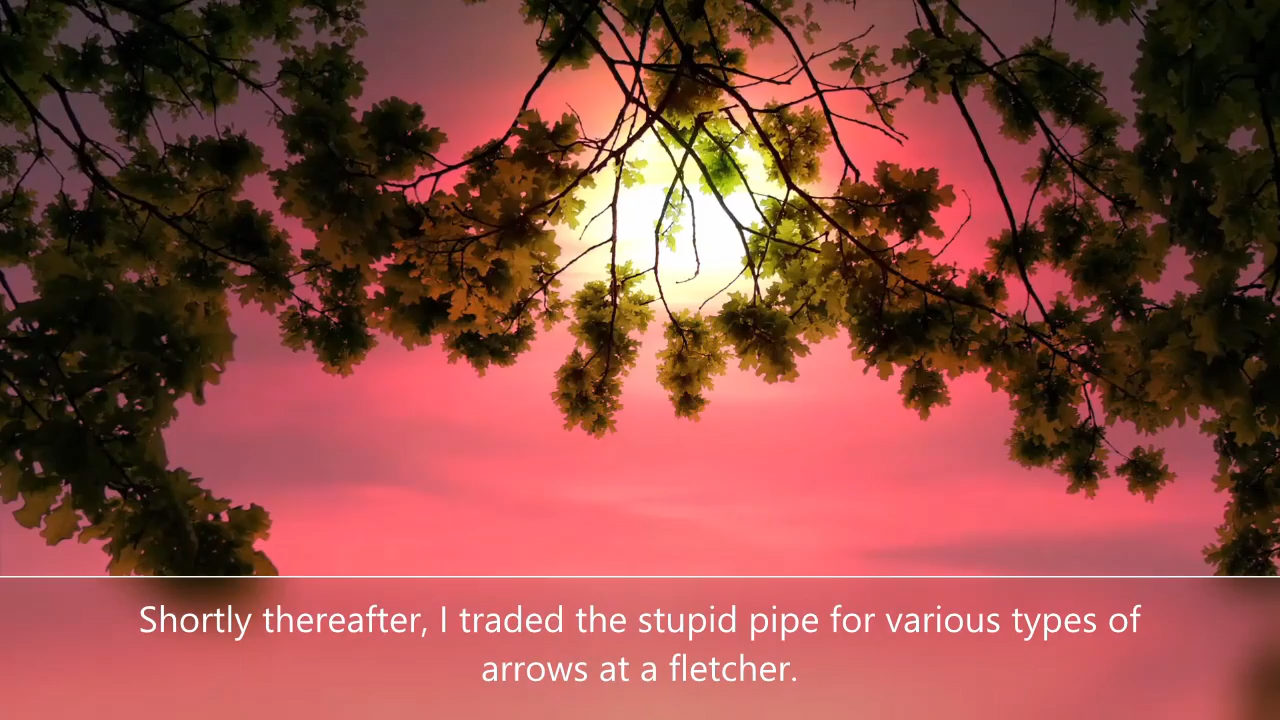 Shortly thereafter, I traded the stupid pipe for various types of
arrows at a fletcher.